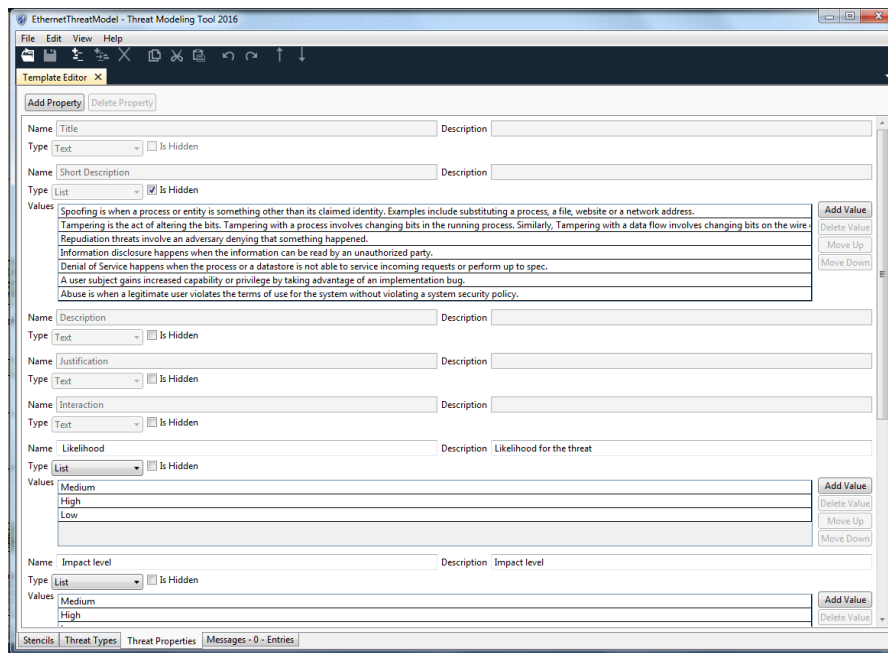 EthernetThreatModel - Threat Modeling Tool 2016
File Edit View Help
Template Editor X
Add Property Delete Property
Name Title Description
Type Text Is Hidden
Name Short Description Description
Type List Is Hidden
Values Spoofing is when a process or entity is something other than its claimed identity. Examples include substituting a process, a file, website or a network address. Add Value
Tampering is the act of altering the bits. Tampering with a process involves changing bits in the running process. Similarly, Tampering with a data flow involves changing bits on the wire Delete Value
Repudiation threats involve an adversary denying that something happened.
Information disclosure happens when the information can be read by an unauthorized party. Move Up
Denial of Service happens when the process or a datastore is not able to service incoming requests or perform up to spec. Move Down
A user subject gains increased capability or privilege by taking advantage of an implementation bug.
Abuse is when a legitimate user violates the terms of use for the system without violating a system security policy.
Name Description Description
Type Text Is Hidden
Name Justification Description
Type Text Is Hidden
Name Interaction Description
Type Text Is Hidden
Name Likelihood Description Likelihood for the threat
Type List Is Hidden
Values Medium Add Value
High Delete Value
Low Move Up
Move Down
Name Impact level Description Impact level
Type List Is Hidden
Values Medium Add Value
High Delete Value
Stencils Threat Types Threat Properties Messages - 0 - Entries